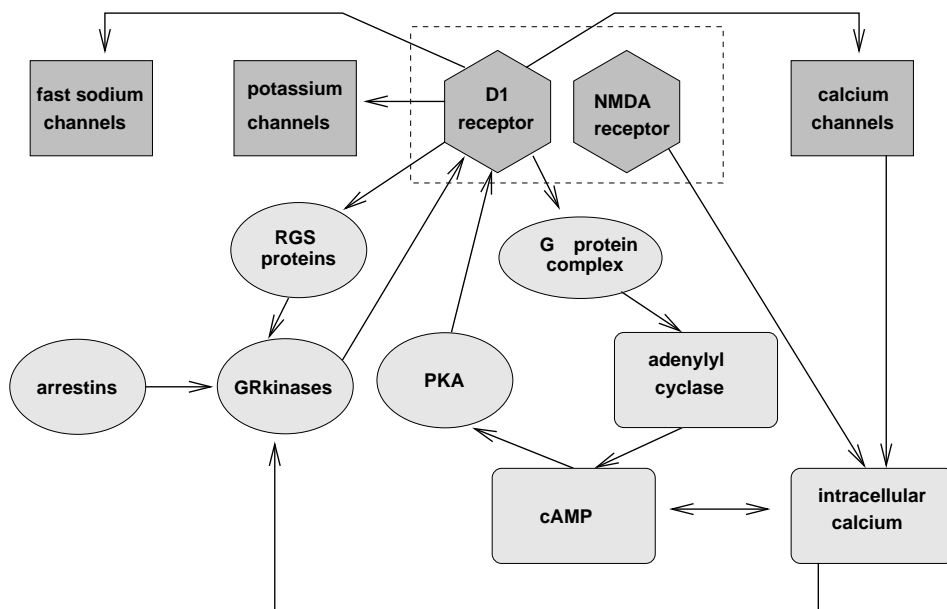 fast sodium
channels
potassium
channels
D1
receptor
NMDA
receptor
calcium
channels
RGS
proteins
G protein
complex
arrestins
GRkinases
PKA
adenylyl
cyclase
cAMP
intracellular
calcium